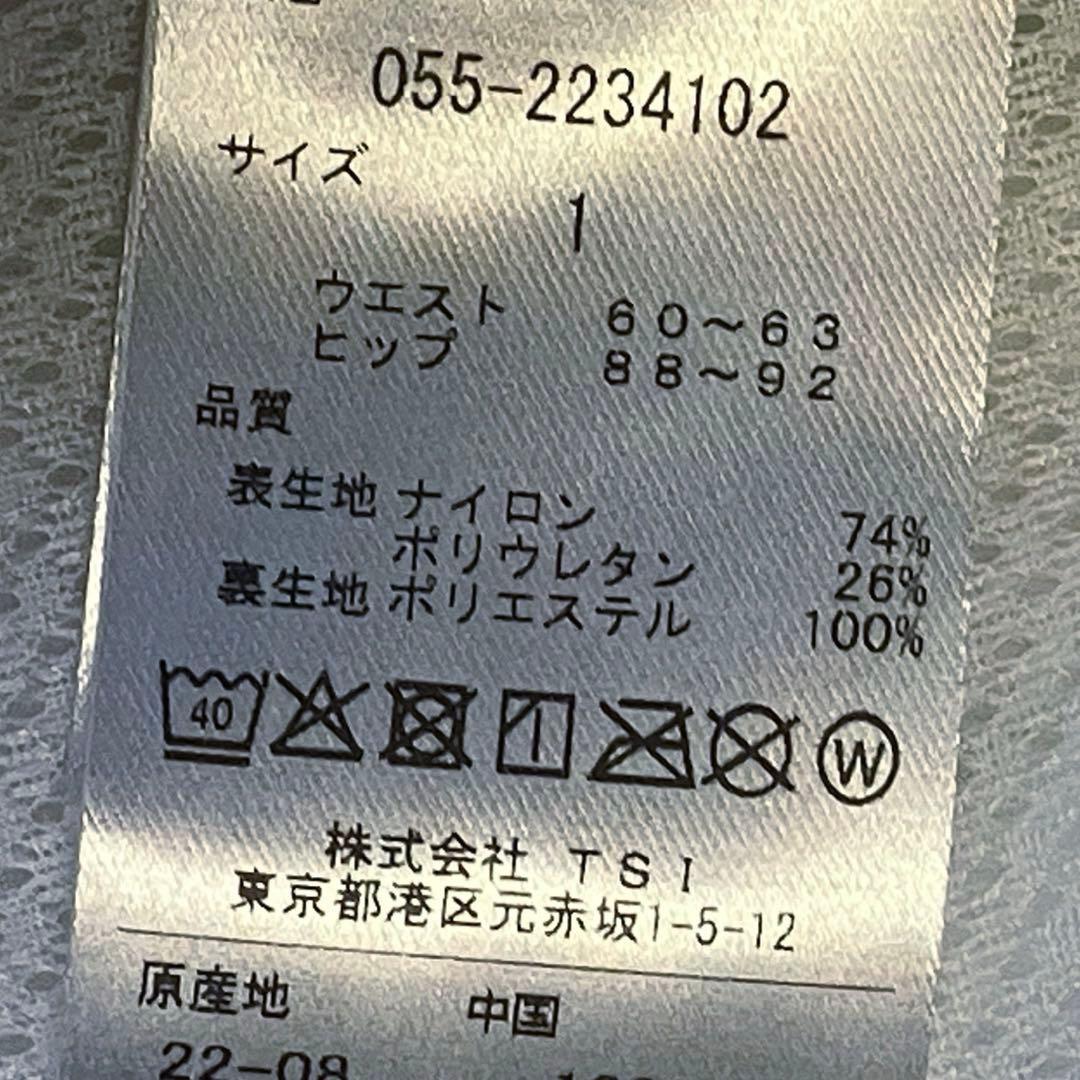 055-2234102
サイズ
1
ウエスト 60～63
ヒップ 88～92
品質
表生地 ナイロン 74%
ポリウレタン 26%
裏生地 ポリエステル 100%
40
W
株式会社 TSI
東京都港区元赤坂1-5-12
原産地 中国
22-08